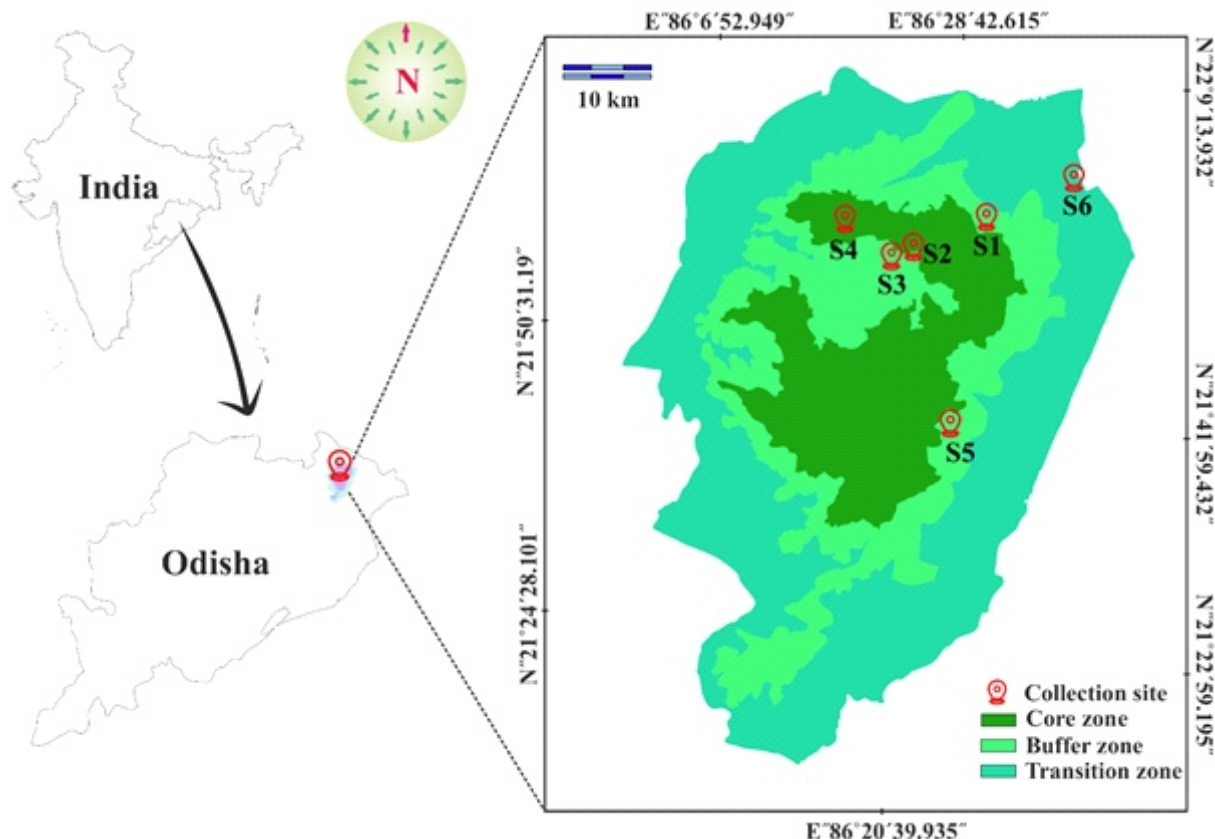 E˝86°6´52.949˝
E˝86°28´42.615˝
N
10 km
India
N˝22°9´13.932˝
S6
S1
S4
S2
S3
N˝21°50´31.19˝
S5
N˝21°41´59.432˝
Odisha
N˝21°24´28.101˝
N˝21°22´59.195˝
Collection site
Core zone
Buffer zone
Transition zone
E˝86°20´39.935˝